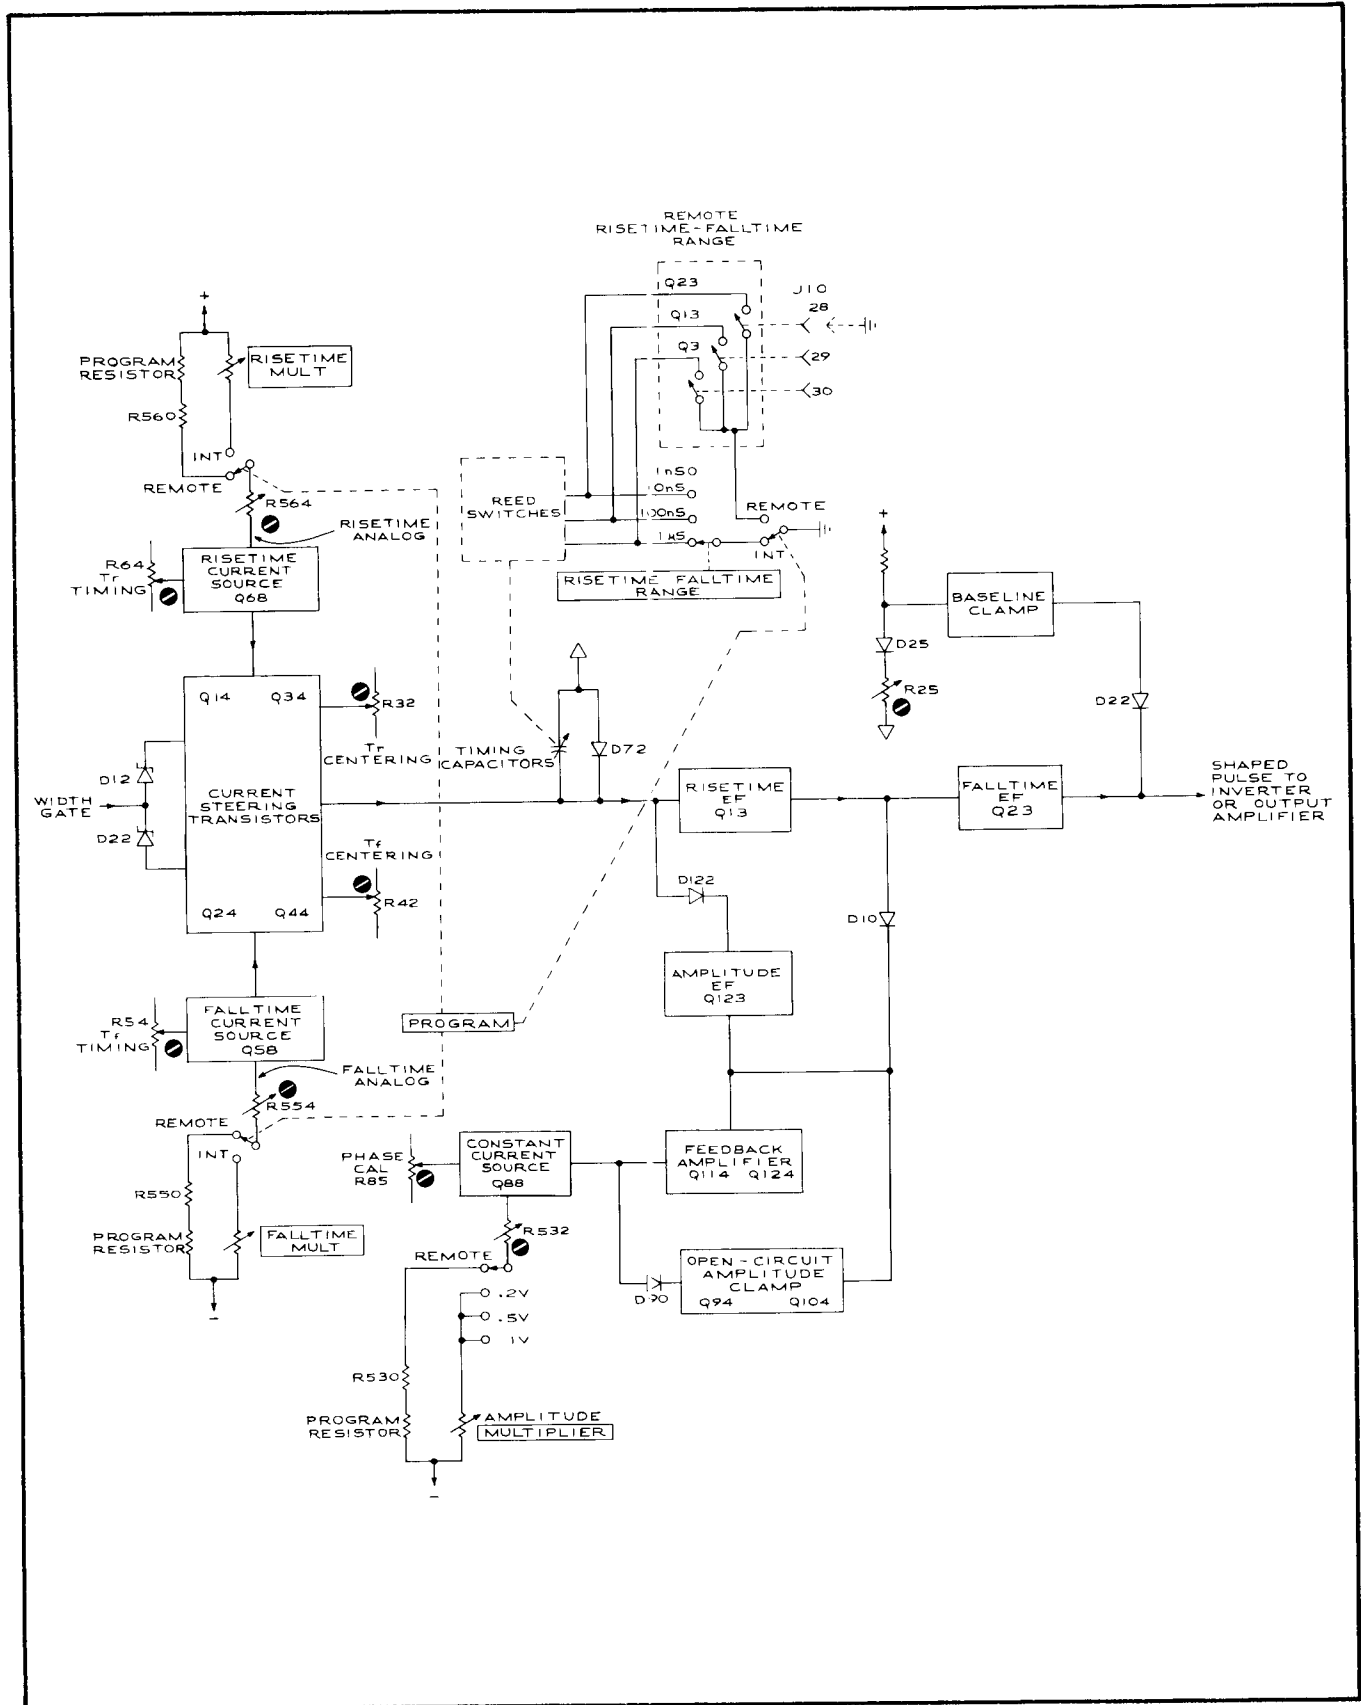 REMOTE
RISETIME-FALLTIME
RANGE
Q23
J10
28
Q13
29
Q3
30
+
PROGRAM
RESISTOR
RISETIME
MULT
R560
INT
REMOTE
R564
RISETIME
ANALOG
R64
Tr
TIMING
RISETIME
CURRENT
SOURCE
Q68
REED
SWITCHES
1nS
10nS
100nS
1µS
REMOTE
INT
RISETIME FALLTIME
RANGE
+
BASELINE
CLAMP
D25
R25
D22
Q14 Q34
R32
Tr
CENTERING
TIMING
CAPACITORS
D72
D12
WIDTH
GATE
D22
CURRENT
STEERING
TRANSISTORS
RISETIME
EF
Q13
FALLTIME
EF
Q23
SHAPED
PULSE TO
INVERTER
OR OUTPUT
AMPLIFIER
Tf
CENTERING
R42
Q24 Q44
D122
D10
AMPLITUDE
EF
Q123
R54
Tf
TIMING
FALLTIME
CURRENT
SOURCE
Q58
PROGRAM
FALLTIME
ANALOG
R554
REMOTE
INT
R550
PROGRAM
RESISTOR
FALLTIME
MULT
-
PHASE
CAL
R85
CONSTANT
CURRENT
SOURCE
Q88
FEEDBACK
AMPLIFIER
Q114 Q124
R532
REMOTE
.2V
.5V
1V
D90
OPEN-CIRCUIT
AMPLITUDE
CLAMP
Q94 Q104
R530
PROGRAM
RESISTOR
AMPLITUDE
MULTIPLIER
-